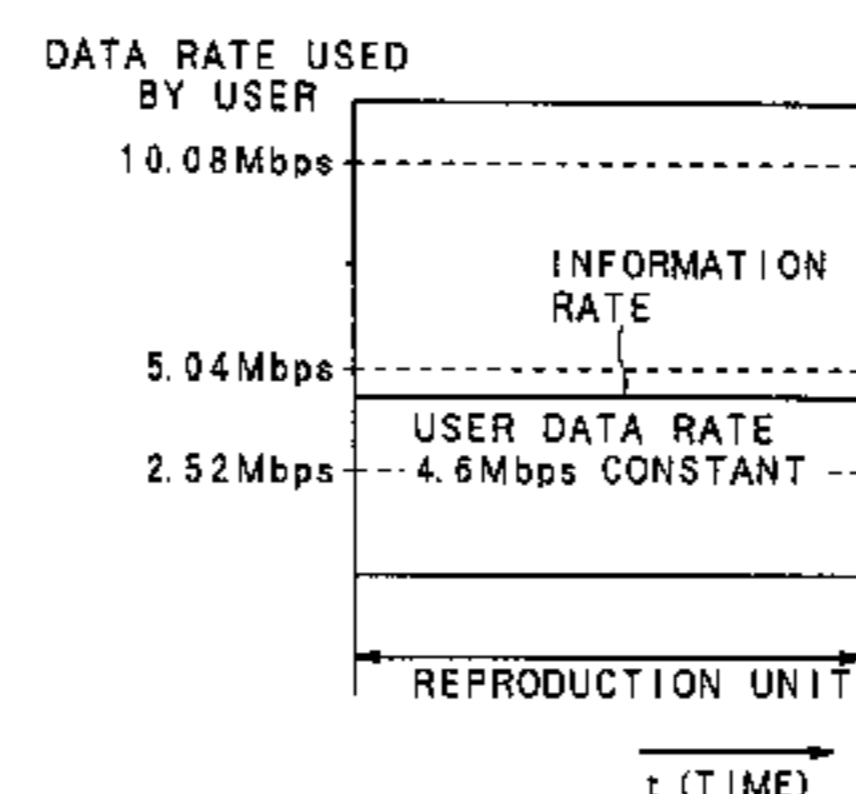 DATA RATE USED
BY USER
10.08Mbps
INFORMATION
RATE
5.04Mbps
USER DATA RATE
2.52Mbps
4.6Mbps CONSTANT
REPRODUCTION UNIT
t (TIME)